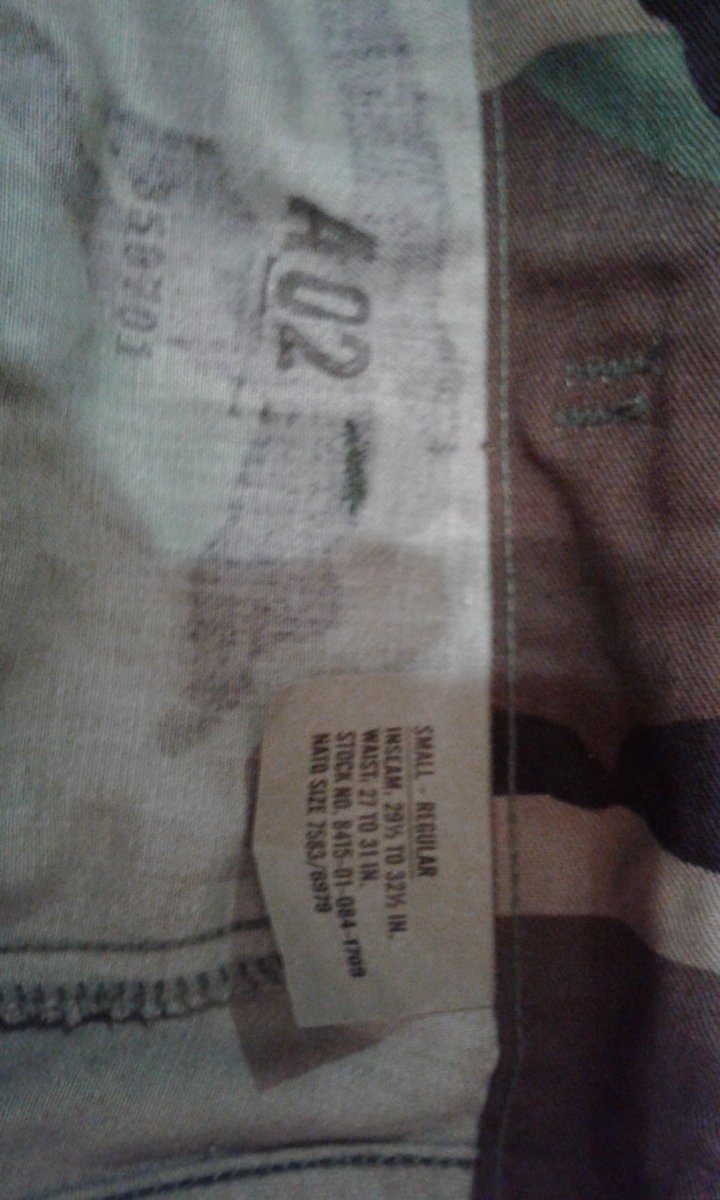 A02
SMALL - REGULAR
INSEAM: 29½ TO 32½ IN.
WAIST: 27 TO 31 IN.
STOCK NO. 8415-01-084-1709
NATO SIZE 7583/6979